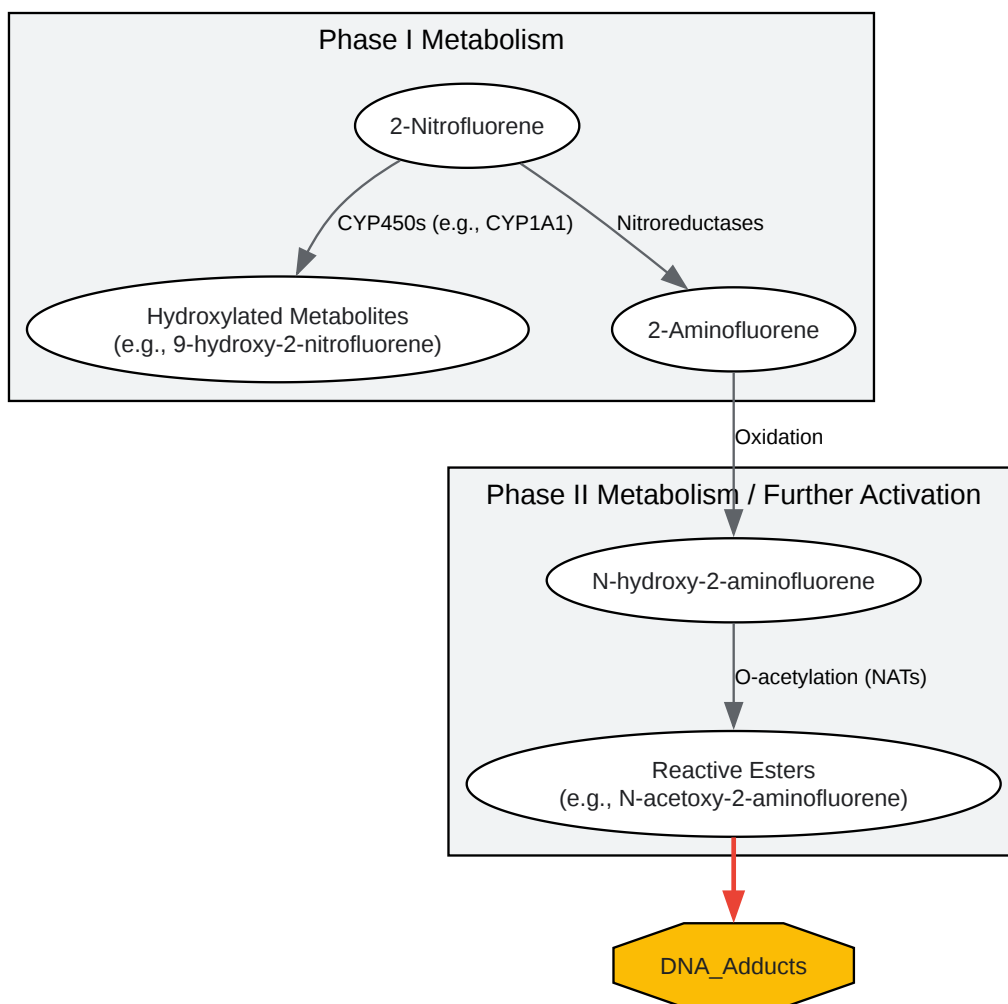 Phase I Metabolism
2-Nitrofluorene
CYP450s (e.g., CYP1A1)
Nitroreductases
Hydroxylated Metabolites
(e.g., 9-hydroxy-2-nitrofluorene)
2-Aminofluorene
Oxidation
Phase II Metabolism / Further Activation
N-hydroxy-2-aminofluorene
O-acetylation (NATs)
Reactive Esters
(e.g., N-acetoxy-2-aminofluorene)
DNA_Adducts